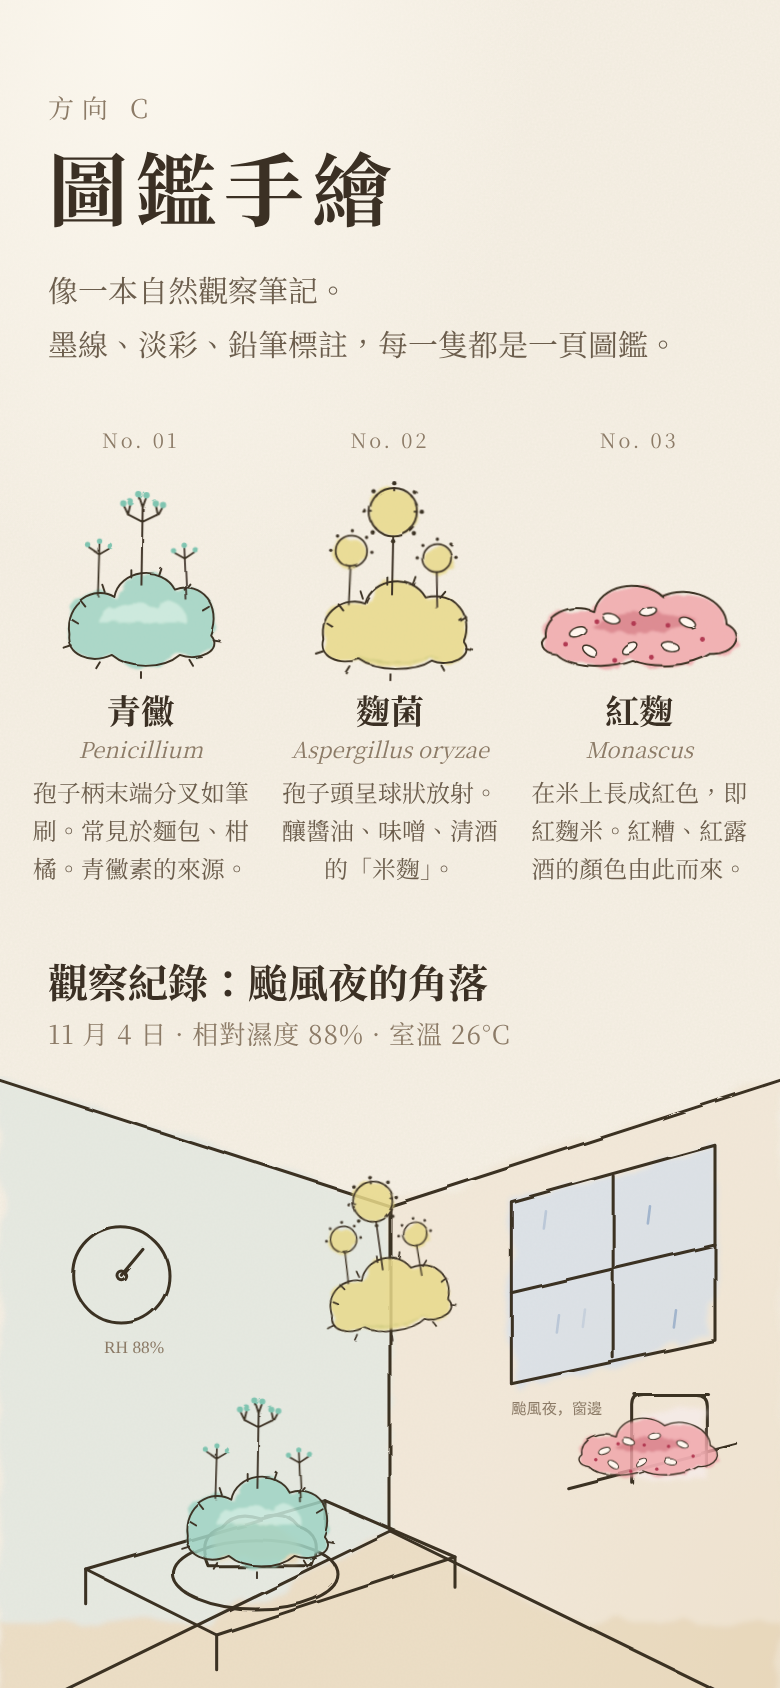 方向 C
圖鑑手繪
像一本自然觀察筆記。
墨線、淡彩、鉛筆標註，每一隻都是一頁圖鑑。
No. 01
No. 02
No. 03
青黴
麴菌
紅麴
Penicillium
Aspergillus oryzae
Monascus
孢子柄末端分叉如筆
刷。常見於麵包、柑
橘。青黴素的來源。
孢子頭呈球狀放射。
釀醬油、味噌、清酒
的「米麴」。
在米上長成紅色，即
紅麴米。紅糟、紅露
酒的顏色由此而來。
觀察紀錄：颱風夜的角落
11 月 4 日 · 相對濕度 88% · 室溫 26°C
RH 88%
颱風夜，窗邊